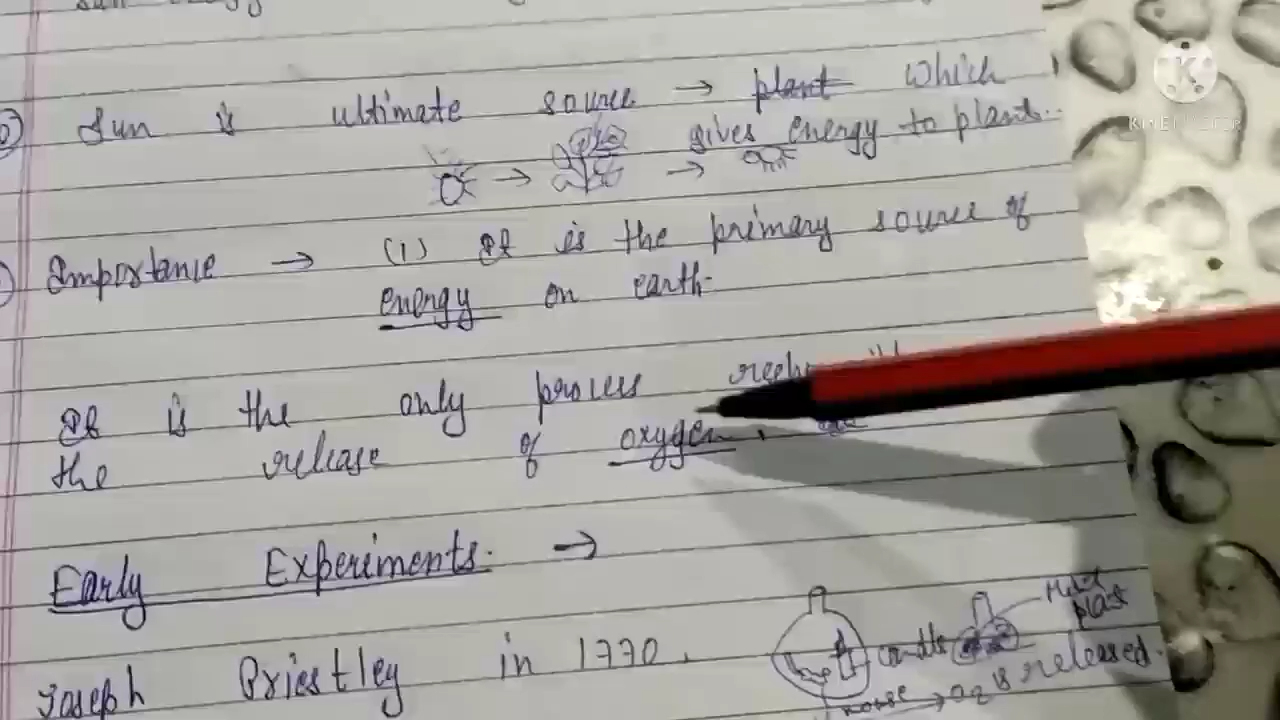 Sun is ultimate source → plant which
gives energy to plant..
→ →
Importance → (1) It is the primary source of
energy on earth.
It is the only process
the release of oxygen.
Early Experiments. →
Joseph Priestley in 1770.
candle
plant
mouse → O2 is released.
KINEMASTER